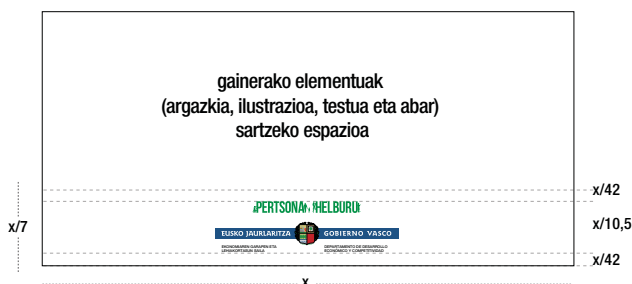 gainerako elementuak
(argazkia, ilustrazioa, testua eta abar)
sartzeko espazioa
x/42
PERTSONA HELBURU
x/7
x/10,5
EUSKO JAURLARITZA GOBIERNO VASCO
EKONOMIAREN GARAPEN ETA DEPARTAMENTO DE DESARROLLO
LEHIAKORTASUN SAILA ECONÓMICO Y COMPETITIVIDAD
x/42
x